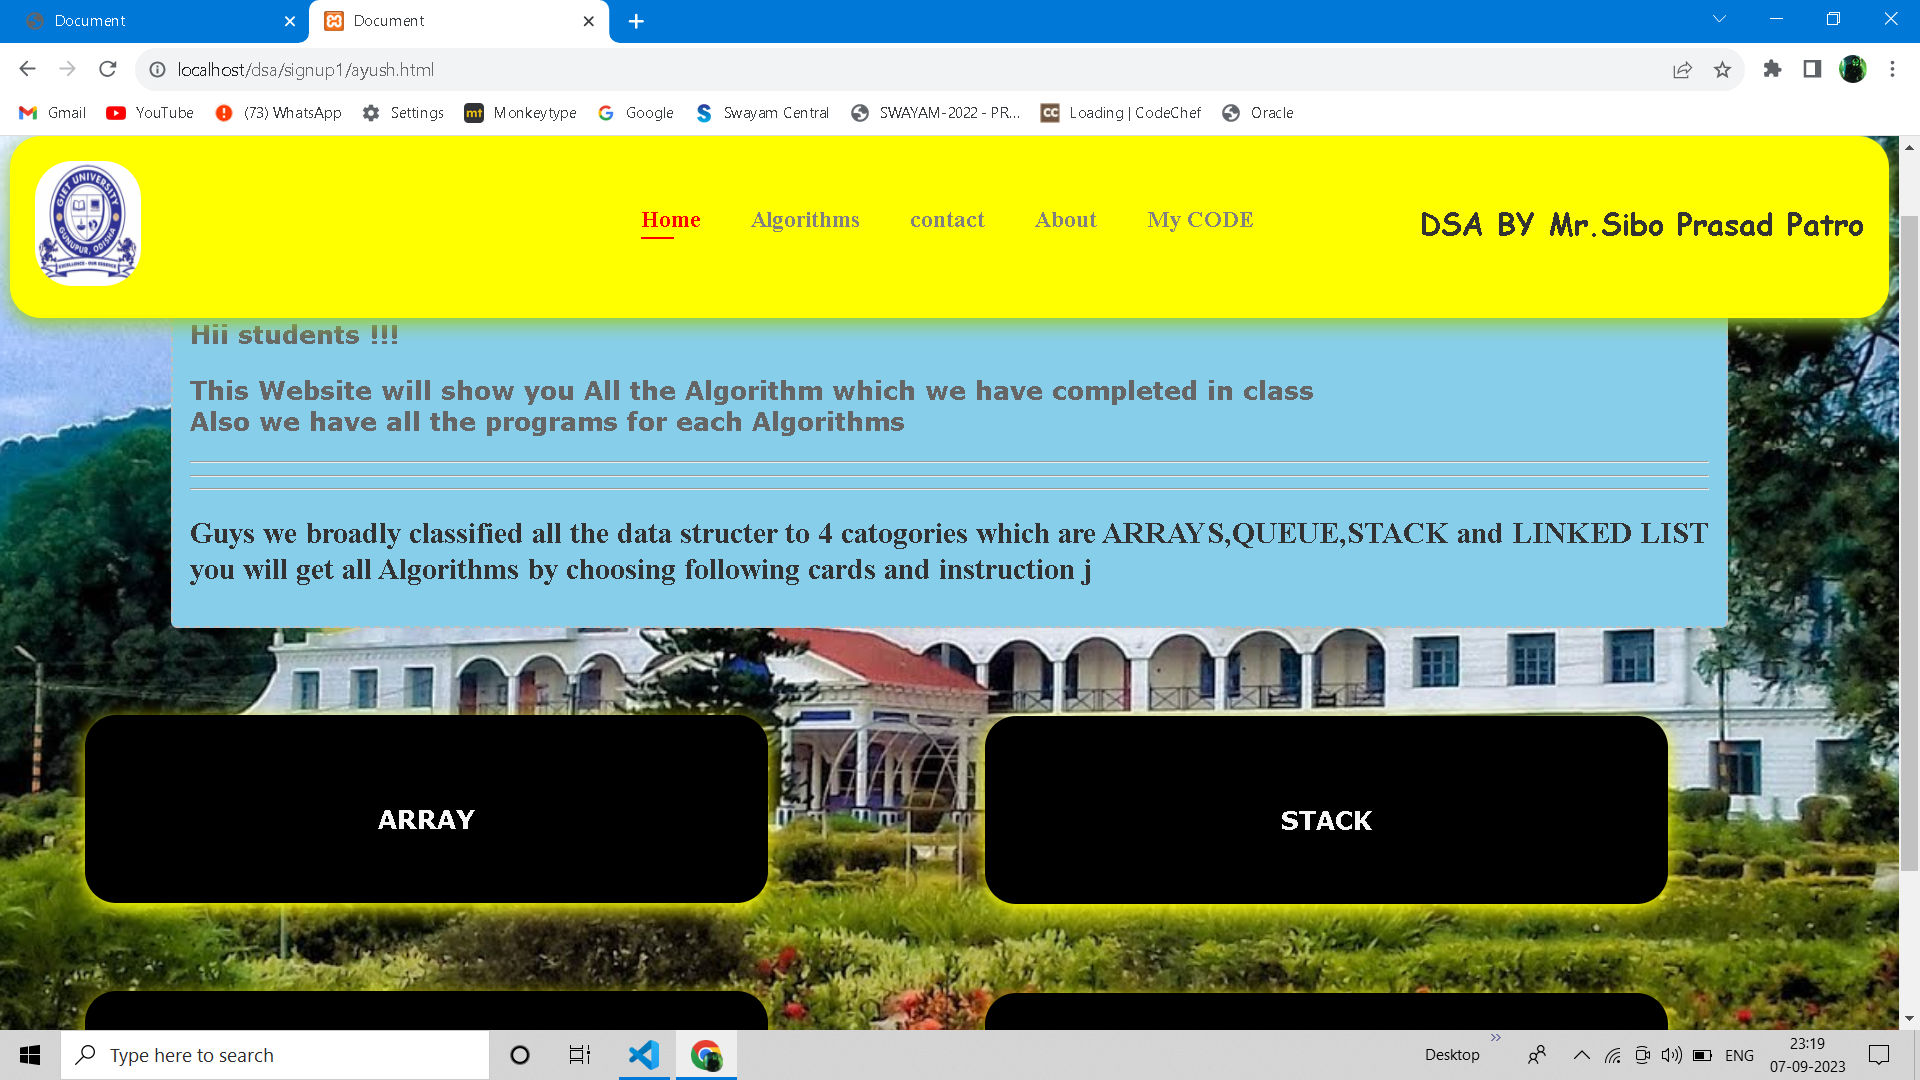 Document
Document
localhost/dsa/signup1/ayush.html
Gmail
YouTube
(73) WhatsApp
Settings
Monkeytype
Google
Swayam Central
SWAYAM-2022 - PR...
Loading | CodeChef
Oracle
GIET UNIVERSITY
GUNUPUR, ODISHA
Home
Algorithms
contact
About
My CODE
DSA BY Mr.Sibo Prasad Patro
Hii students !!!
This Website will show you All the Algorithm which we have completed in class
Also we have all the programs for each Algorithms
Guys we broadly classified all the data structer to 4 catogories which are ARRAYS,QUEUE,STACK and LINKED LIST
you will get all Algorithms by choosing following cards and instruction j
ARRAY
STACK
Type here to search
Desktop
ENG
23:19
07-09-2023